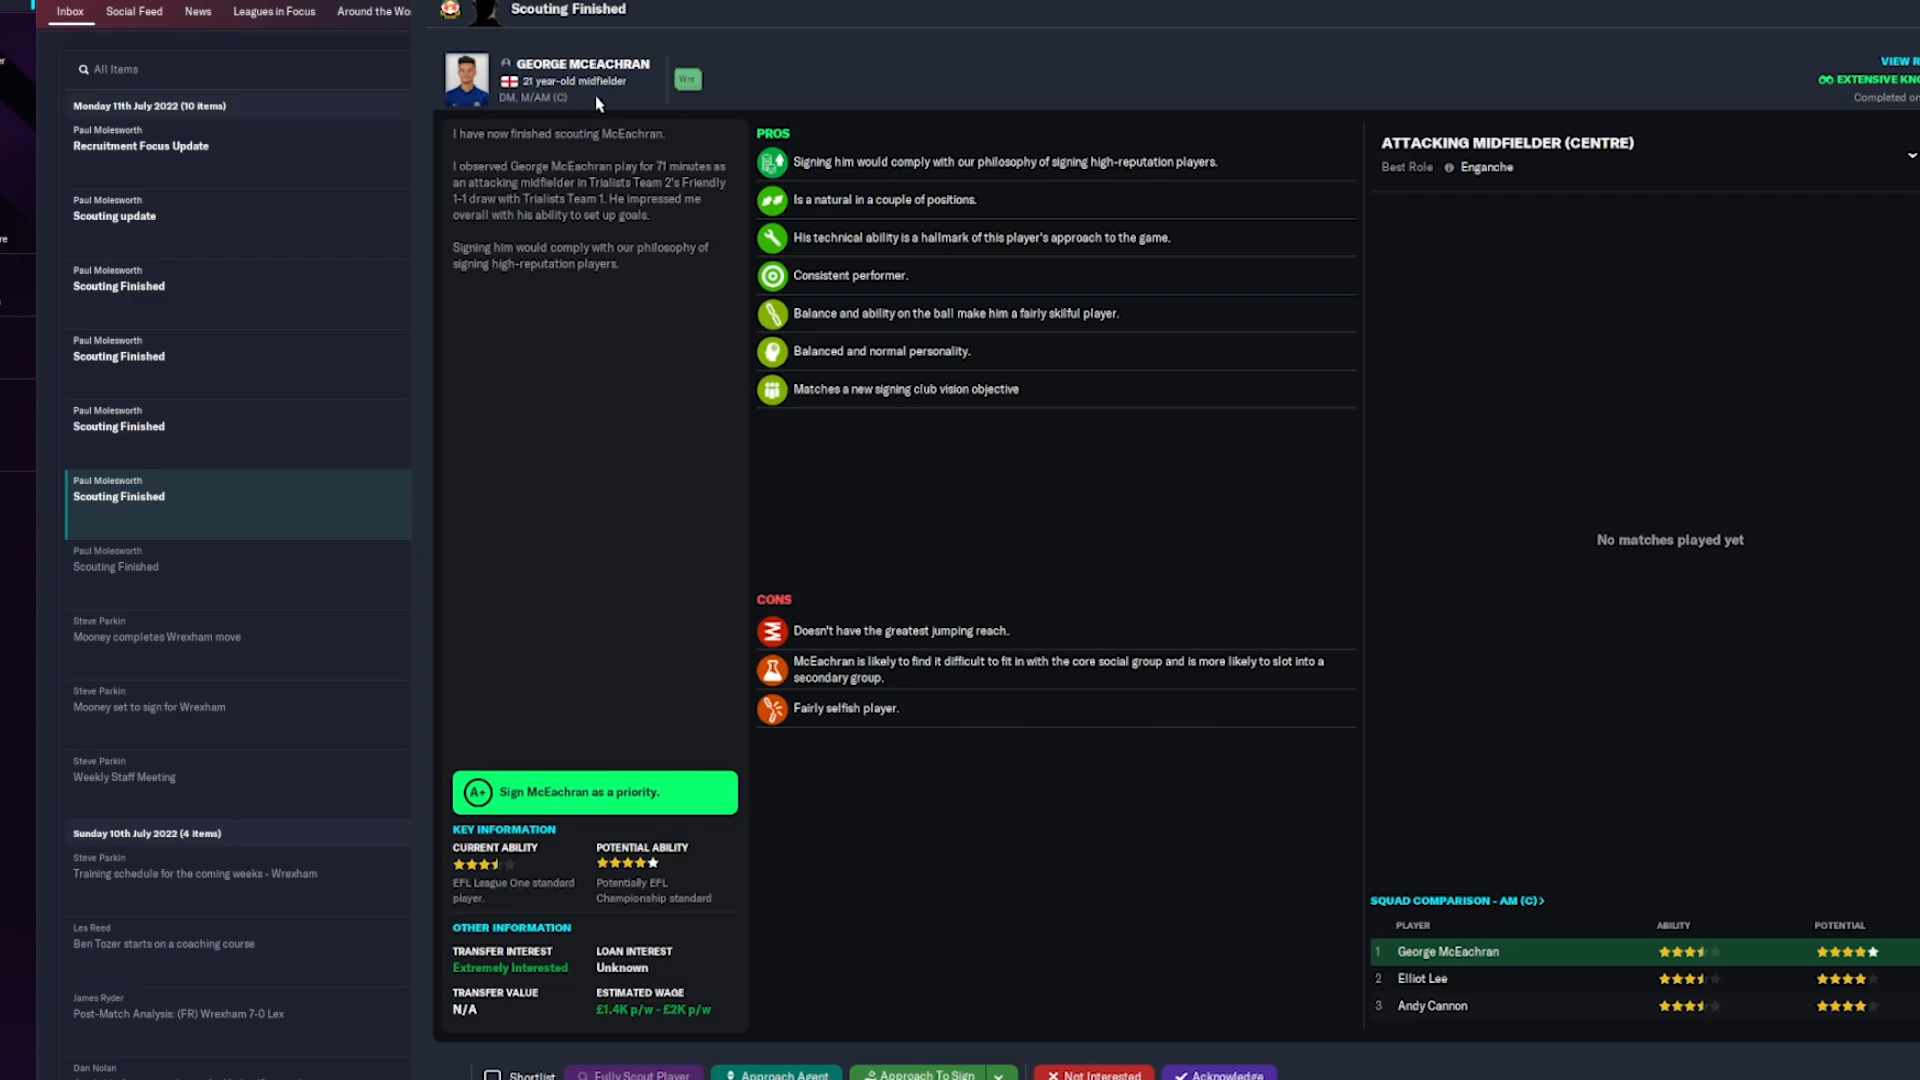 Inbox
Social Feed
News
Leagues in Focus
Around the Wo
Scouting Finished
All Items
Monday 11th July 2022 (10 items)
Paul Molesworth
Recruitment Focus Update
Paul Molesworth
Scouting update
Paul Molesworth
Scouting Finished
Paul Molesworth
Scouting Finished
Paul Molesworth
Scouting Finished
Paul Molesworth
Scouting Finished
Paul Molesworth
Scouting Finished
Steve Parkin
Mooney completes Wrexham move
Steve Parkin
Mooney set to sign for Wrexham
Steve Parkin
Weekly Staff Meeting
Sunday 10th July 2022 (4 items)
Steve Parkin
Training schedule for the coming weeks - Wrexham
Les Reed
Ben Tozer starts on a coaching course
James Ryder
Post-Match Analysis: (FR) Wrexham 7-0 Lex
Dan Nolan
GEORGE MCEACHRAN
21 year-old midfielder
DM, M/AM (C)
Wnt
VIEW R
EXTENSIVE KNO
Completed on
I have now finished scouting McEachran.
I observed George McEachran play for 71 minutes as
an attacking midfielder in Trialists Team 2's Friendly
1-1 draw with Trialists Team 1. He impressed me
overall with his ability to set up goals.
Signing him would comply with our philosophy of
signing high-reputation players.
A+ Sign McEachran as a priority.
KEY INFORMATION
CURRENT ABILITY
EFL League One standard
player.
POTENTIAL ABILITY
Potentially EFL
Championship standard
OTHER INFORMATION
TRANSFER INTEREST
Extremely Interested
LOAN INTEREST
Unknown
TRANSFER VALUE
N/A
ESTIMATED WAGE
£1.4K p/w - £2K p/w
PROS
Signing him would comply with our philosophy of signing high-reputation players.
Is a natural in a couple of positions.
His technical ability is a hallmark of this player's approach to the game.
Consistent performer.
Balance and ability on the ball make him a fairly skilful player.
Balanced and normal personality.
Matches a new signing club vision objective
CONS
Doesn't have the greatest jumping reach.
McEachran is likely to find it difficult to fit in with the core social group and is more likely to slot into a
secondary group.
Fairly selfish player.
ATTACKING MIDFIELDER (CENTRE)
Best Role Enganche
No matches played yet
SQUAD COMPARISON - AM (C) >
PLAYER ABILITY POTENTIAL
1 George McEachran
2 Elliot Lee
3 Andy Cannon
Shortlist
Fully Scout Player
Approach Agent
Approach To Sign
Not Interested
Acknowledge